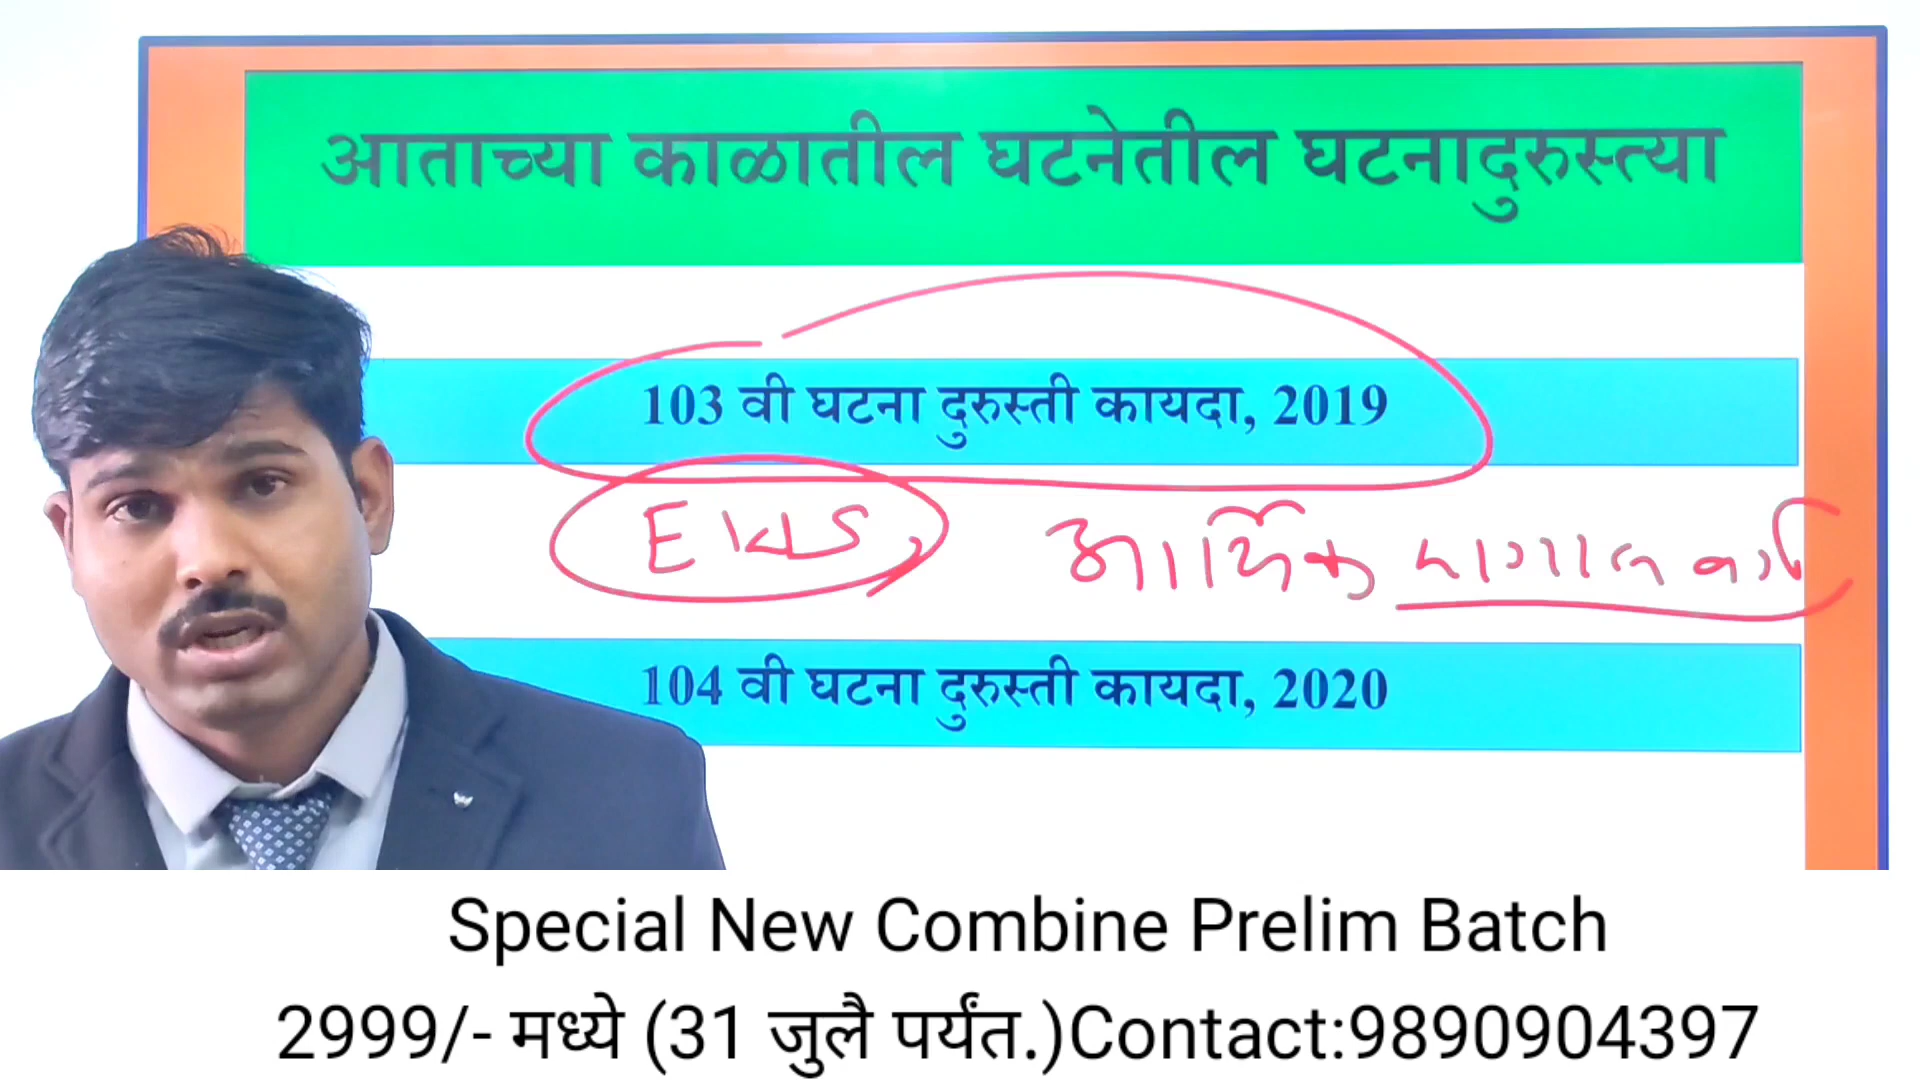 आताच्या काळातील घटनेतील घटनादुरुस्त्या
103 वी घटना दुरुस्ती कायदा, 2019
EWS, आर्थिक मागास वर्ग
104 वी घटना दुरुस्ती कायदा, 2020
Special New Combine Prelim Batch
2999/- मध्ये (31 जुलै पर्यंत.)Contact:9890904397